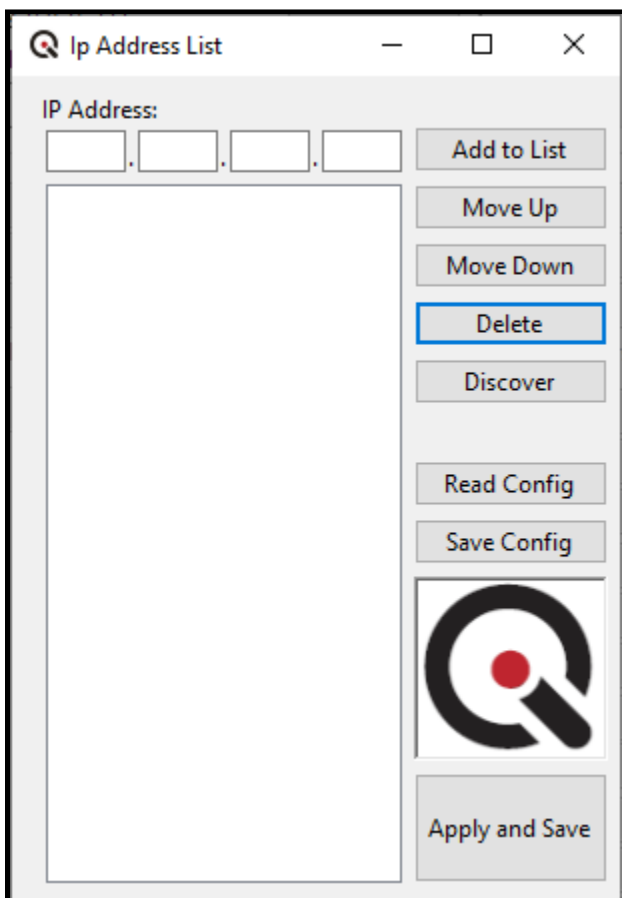 Ip Address List
IP Address:
. . .
Add to List
Move Up
Move Down
Delete
Discover
Read Config
Save Config
Apply and Save